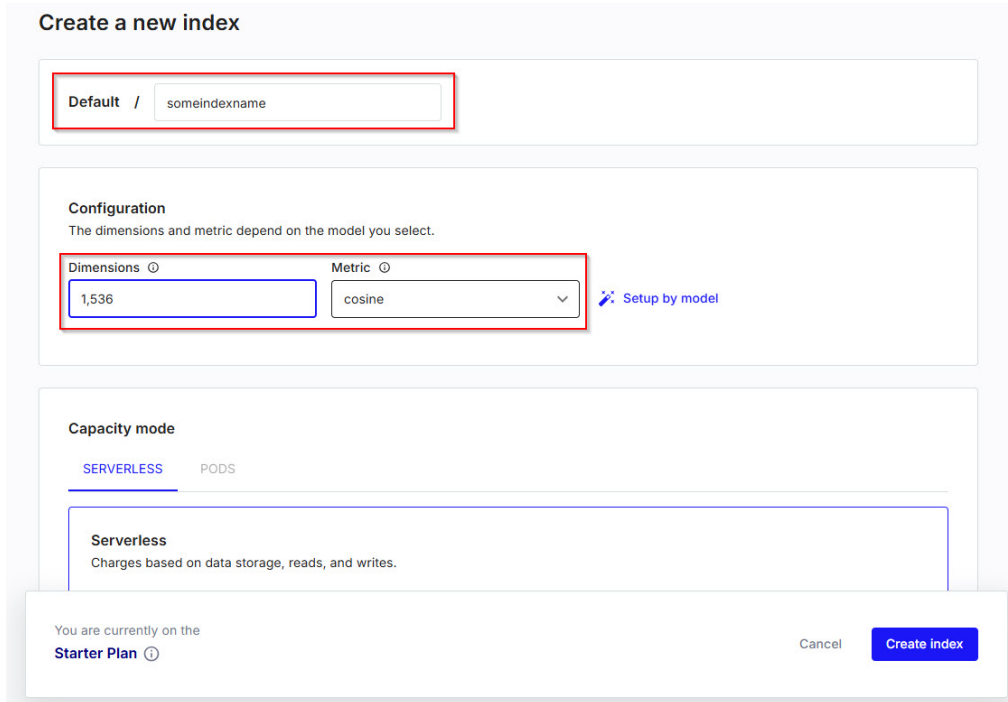 Create a new index
Default / someindexname
Configuration
The dimensions and metric depend on the model you select.
Dimensions Metric
1,536 cosine Setup by model
Capacity mode
SERVERLESS PODS
Serverless
Charges based on data storage, reads, and writes.
You are currently on the
Starter Plan
Cancel Create index